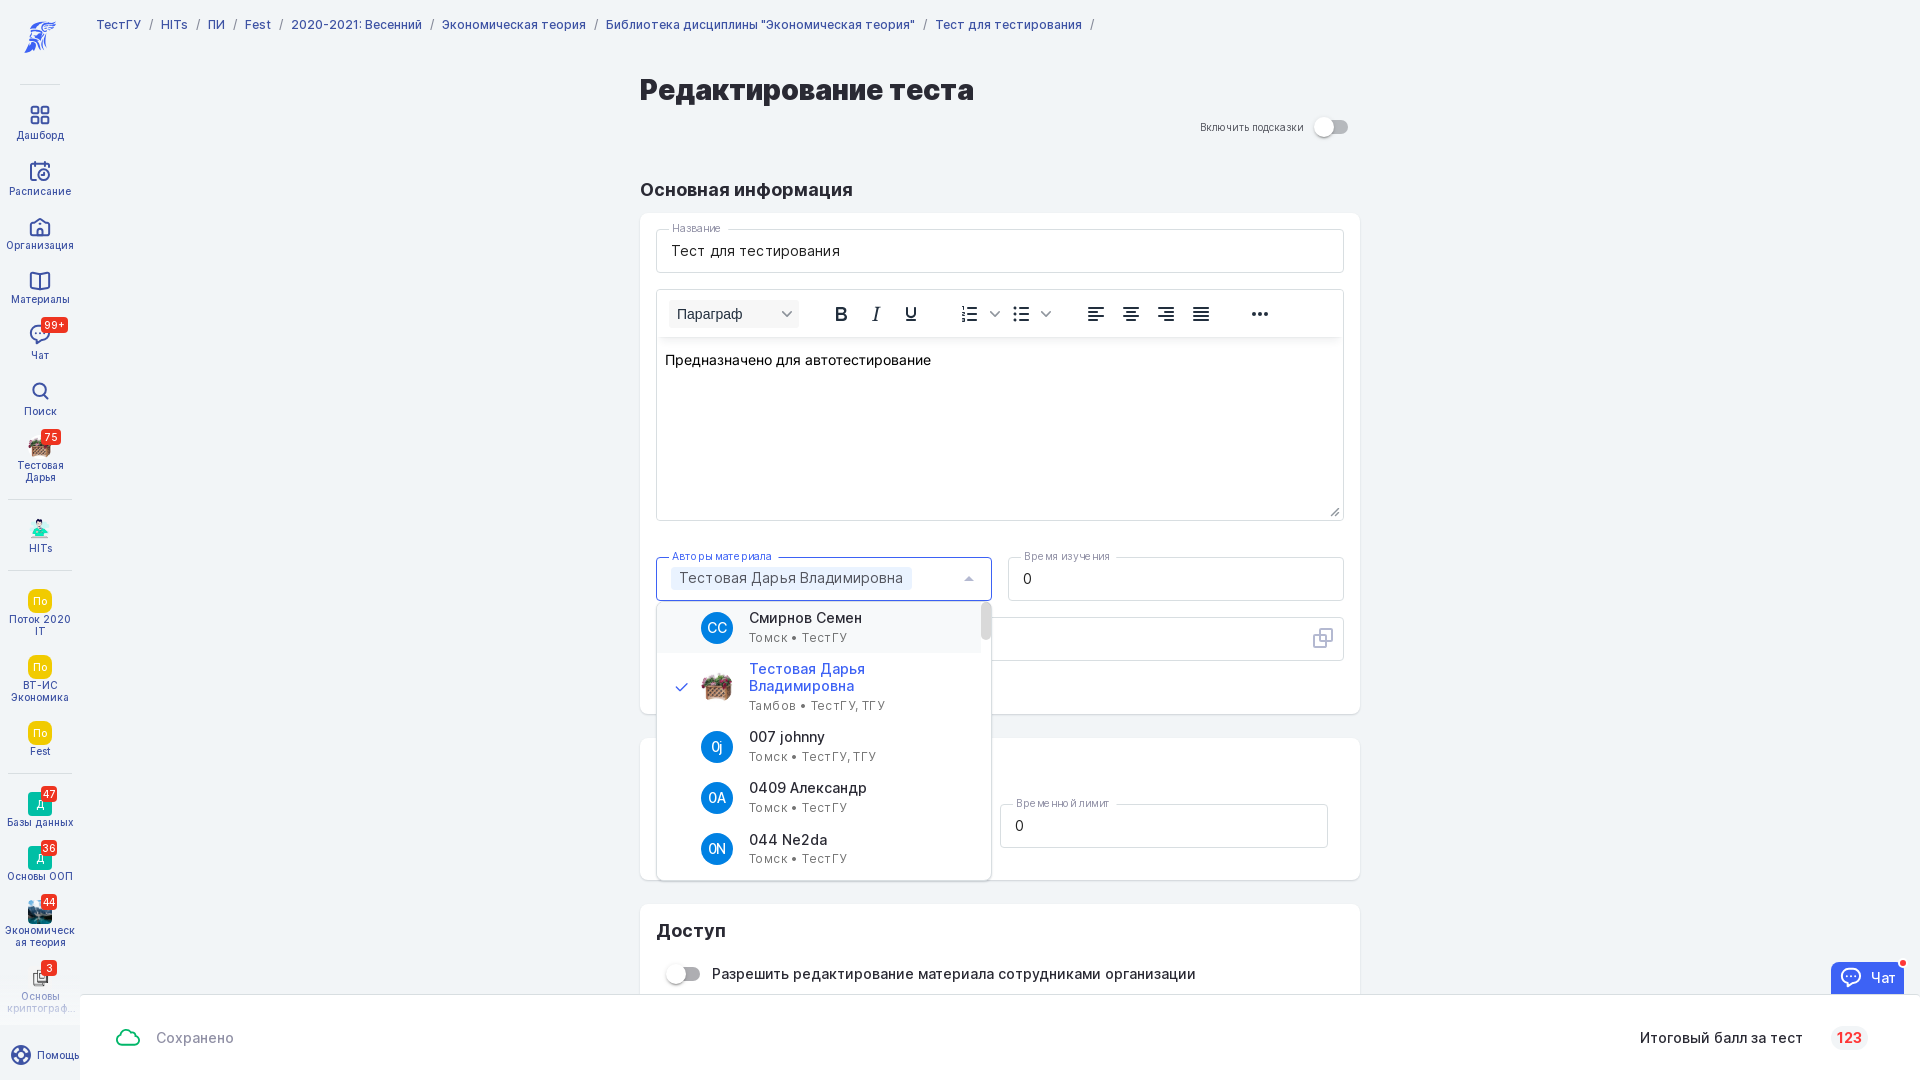 ТестГУ / HITs / ПИ / Fest / 2020-2021: Весенний / Экономическая теория / Библиотека дисциплины "Экономическая теория" / Тест для тестирования /
Дашборд
Расписание
Организация
Материалы
99+
Чат
Поиск
75
Тестовая
Дарья
HITs
По
Поток 2020
IT
По
ВТ-ИС
Экономика
По
Fest
47
Д
Базы данных
36
Д
Основы ООП
44
Экономическ
ая теория
3
Основы
криптограф...
Помощь
Редактирование теста
Включить подсказки
Основная информация
Название
Тест для тестирования
Параграф
Предназначено для автотестирование
Авторы материала
Тестовая Дарья Владимировна
Время изучения
0
СС
Смирнов Семен
Томск • ТестГУ
Тестовая Дарья
Владимировна
Тамбов • ТестГУ, ТГУ
0j
007 johnny
Томск • ТестГУ, ТГУ
0А
0409 Александр
Томск • ТестГУ
0N
044 Ne2da
Томск • ТестГУ
Временной лимит
0
Доступ
Разрешить редактирование материала сотрудниками организации
Чат
Сохранено
Итоговый балл за тест 123